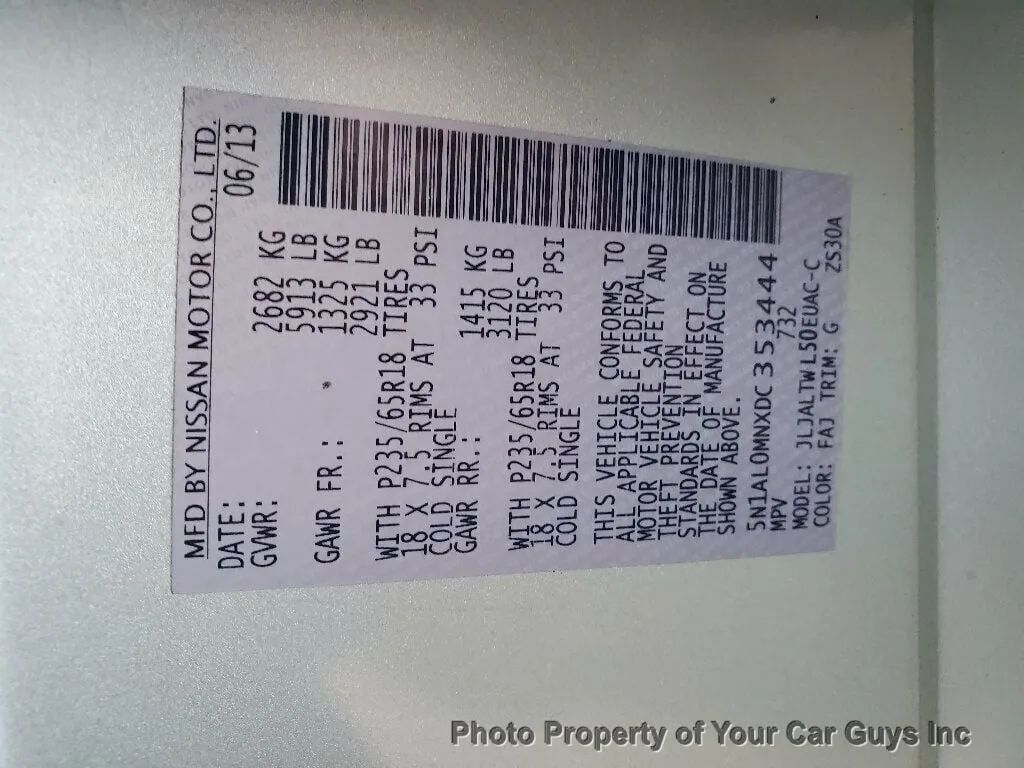 MFD BY NISSAN MOTOR CO., LTD.
DATE: 06/13
GVWR: 2682 KG
5913 LB
GAWR FR.: 1325 KG
2921 LB
WITH P235/65R18 TIRES
18 X 7.5 RIMS AT 33 PSI
COLD SINGLE
GAWR RR.: 1415 KG
3120 LB
WITH P235/65R18 TIRES
18 X 7.5 RIMS AT 33 PSI
COLD SINGLE
THIS VEHICLE CONFORMS TO
ALL APPLICABLE FEDERAL
MOTOR VEHICLE SAFETY AND
THEFT PREVENTION
STANDARDS IN EFFECT ON
THE DATE OF MANUFACTURE
SHOWN ABOVE.
5N1AL0MNXDC353444
MPV 732
MODEL: JLJALTWL50EUAC-C
COLOR: FAJ TRIM: G ZS30A
Photo Property of Your Car Guys Inc